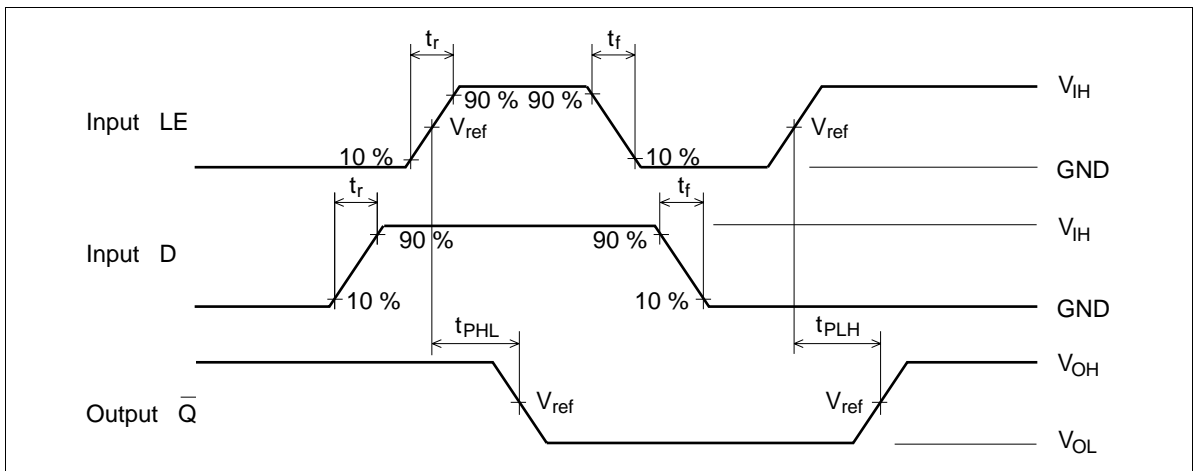 tr tf
90 % 90 % VIH
Input LE Vref Vref
10 % 10 % GND
tr tf
VIH
90 % 90 %
Input D
10 % 10 % GND
tPHL tPLH
VOH
Output Q̅ Vref Vref
VOL